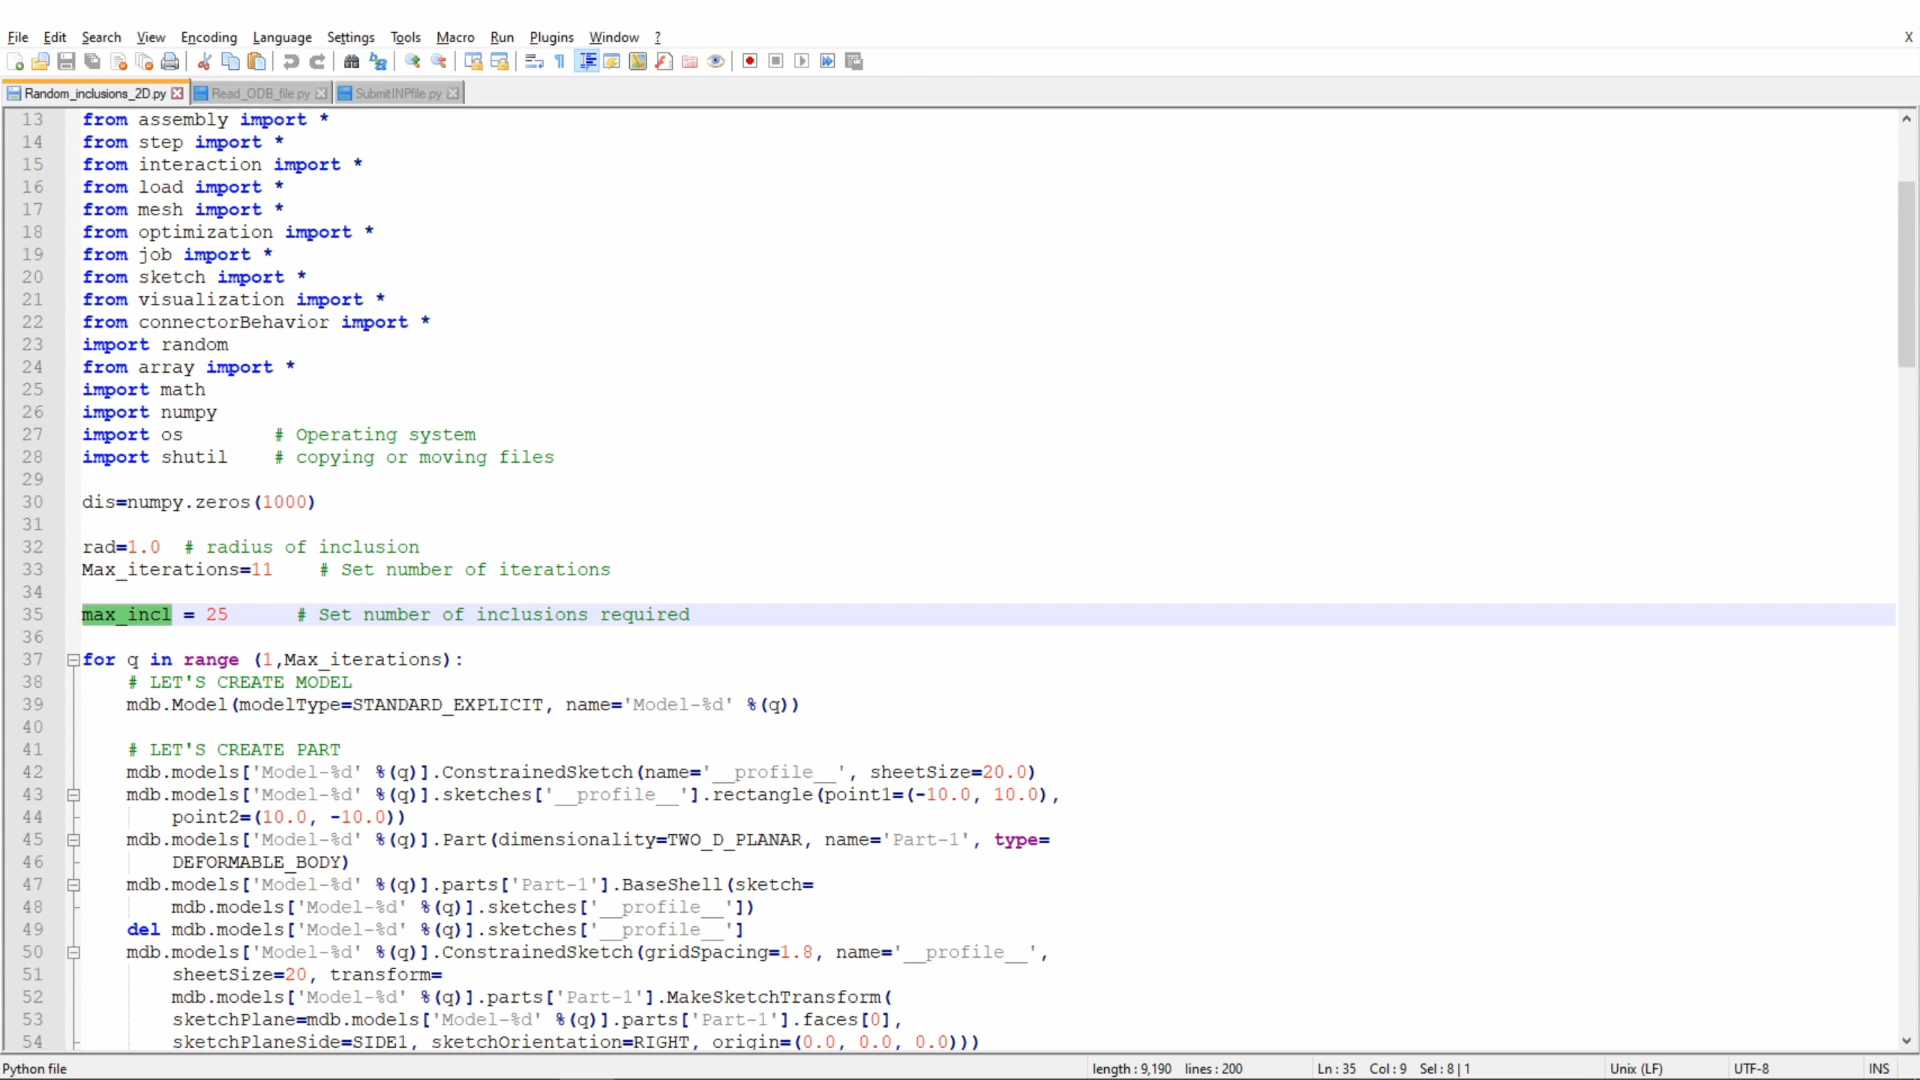 File Edit Search View Encoding Language Settings Tools Macro Run Plugins Window ? X
Random_inclusions_2D.py Read_ODB_file.py SubmitINPfile.py
13 from assembly import *
14 from step import *
15 from interaction import *
16 from load import *
17 from mesh import *
18 from optimization import *
19 from job import *
20 from sketch import *
21 from visualization import *
22 from connectorBehavior import *
23 import random
24 from array import *
25 import math
26 import numpy
27 import os # Operating system
28 import shutil # copying or moving files
29
30 dis=numpy.zeros(1000)
31
32 rad=1.0 # radius of inclusion
33 Max_iterations=11 # Set number of iterations
34
35 max_incl = 25 # Set number of inclusions required
36
37 for q in range (1,Max_iterations):
38 # LET'S CREATE MODEL
39 mdb.Model(modelType=STANDARD_EXPLICIT, name='Model-%d' %(q))
40
41 # LET'S CREATE PART
42 mdb.models['Model-%d' %(q)].ConstrainedSketch(name='__profile__', sheetSize=20.0)
43 mdb.models['Model-%d' %(q)].sketches['__profile__'].rectangle(point1=(-10.0, 10.0),
44 point2=(10.0, -10.0))
45 mdb.models['Model-%d' %(q)].Part(dimensionality=TWO_D_PLANAR, name='Part-1', type=
46 DEFORMABLE_BODY)
47 mdb.models['Model-%d' %(q)].parts['Part-1'].BaseShell(sketch=
48 mdb.models['Model-%d' %(q)].sketches['__profile__'])
49 del mdb.models['Model-%d' %(q)].sketches['__profile__']
50 mdb.models['Model-%d' %(q)].ConstrainedSketch(gridSpacing=1.8, name='__profile__',
51 sheetSize=20, transform=
52 mdb.models['Model-%d' %(q)].parts['Part-1'].MakeSketchTransform(
53 sketchPlane=mdb.models['Model-%d' %(q)].parts['Part-1'].faces[0],
54 sketchPlaneSide=SIDE1, sketchOrientation=RIGHT, origin=(0.0, 0.0, 0.0)))
Python file length : 9,190 lines : 200 Ln : 35 Col : 9 Sel : 8 | 1 Unix (LF) UTF-8 INS